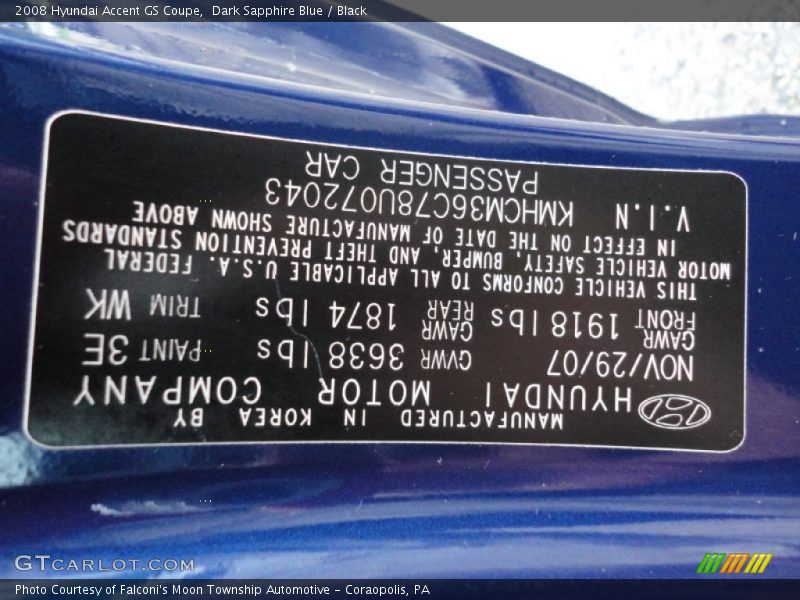 2008 Hyundai Accent GS Coupe,  Dark Sapphire Blue / Black
MANUFACTURED IN KOREA BY
HYUNDAI MOTOR COMPANY
NOV/29/07 GVWR 3638 lbs PAINT 3E
GAWR FRONT 1918 lbs GAWR REAR 1874 lbs TRIM WK
THIS VEHICLE CONFORMS TO ALL APPLICABLE U.S.A. FEDERAL
MOTOR VEHICLE SAFETY, BUMPER, AND THEFT PREVENTION STANDARDS
IN EFFECT ON THE DATE OF MANUFACTURE SHOWN ABOVE
V.I.N KMHCM36C78U072043
PASSENGER CAR
GTCARLOT.COM
Photo Courtesy of Falconi's Moon Township Automotive - Coraopolis, PA